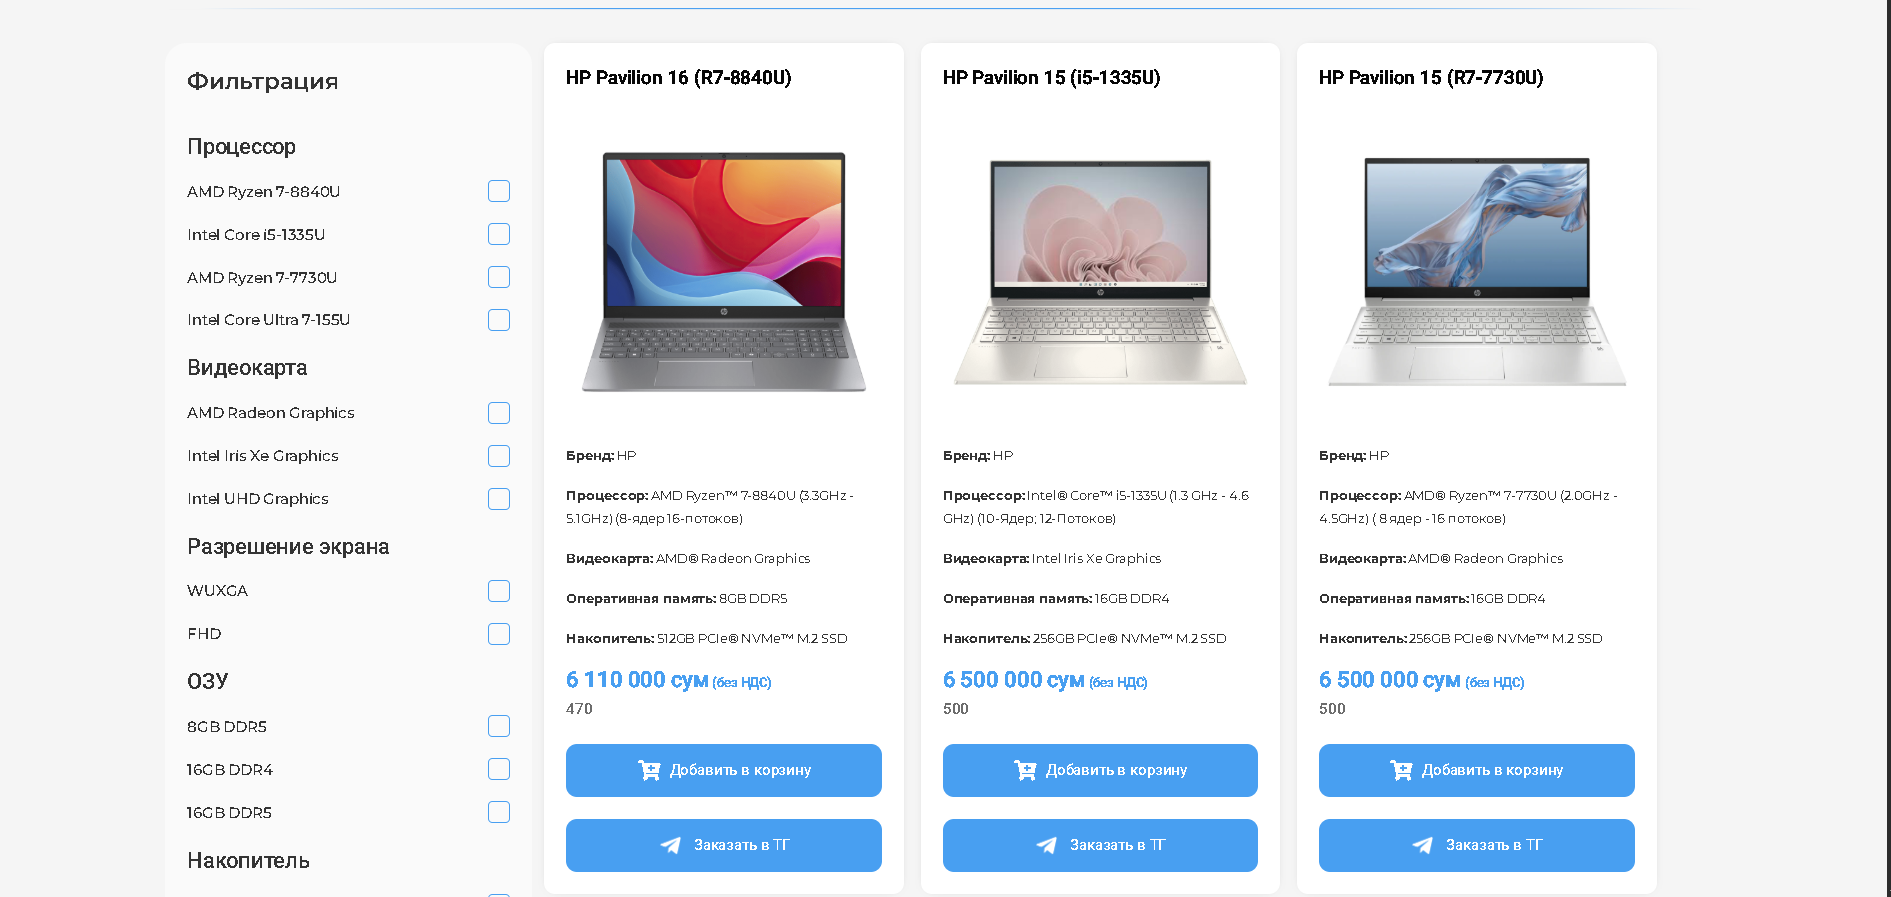 Фильтрация
Процессор
AMD Ryzen 7-8840U
Intel Core i5-1335U
AMD Ryzen 7-7730U
Intel Core Ultra 7-155U
Видеокарта
AMD Radeon Graphics
Intel Iris Xe Graphics
Intel UHD Graphics
Разрешение экрана
WUXGA
FHD
ОЗУ
8GB DDR5
16GB DDR4
16GB DDR5
Накопитель
HP Pavilion 16 (R7-8840U)
Бренд: HP
Процессор: AMD Ryzen™ 7-8840U (3.3GHz -
5.1GHz) (8-ядер 16-потоков)
Видеокарта: AMD® Radeon Graphics
Оперативная память: 8GB DDR5
Накопитель: 512GB PCIe® NVMe™ M.2 SSD
6 110 000 сум (без НДС)
470
Добавить в корзину
Заказать в ТГ
HP Pavilion 15 (i5-1335U)
Бренд: HP
Процессор: Intel® Core™ i5-1335U (1.3 GHz - 4.6
GHz) (10-Ядер; 12-Потоков)
Видеокарта: Intel Iris Xe Graphics
Оперативная память: 16GB DDR4
Накопитель: 256GB PCIe® NVMe™ M.2 SSD
6 500 000 сум (без НДС)
500
Добавить в корзину
Заказать в ТГ
HP Pavilion 15 (R7-7730U)
Бренд: HP
Процессор: AMD® Ryzen™ 7-7730U (2.0GHz -
4.5GHz) ( 8 ядер - 16 потоков)
Видеокарта: AMD® Radeon Graphics
Оперативная память: 16GB DDR4
Накопитель: 256GB PCIe® NVMe™ M.2 SSD
6 500 000 сум (без НДС)
500
Добавить в корзину
Заказать в ТГ